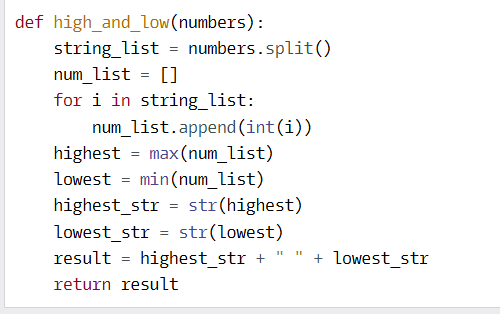 def high_and_low(numbers):
    string_list = numbers.split()
    num_list = []
    for i in string_list:
        num_list.append(int(i))
    highest = max(num_list)
    lowest = min(num_list)
    highest_str = str(highest)
    lowest_str = str(lowest)
    result = highest_str + " " + lowest_str
    return result